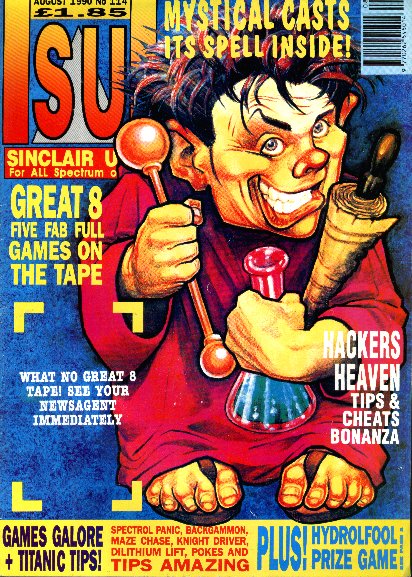 AUGUST 1990 No 114
£1.85
MYSTICAL CASTS
ITS SPELL INSIDE!
SU
SINCLAIR U
For ALL Spectrum o
GREAT 8
FIVE FAB FULL
GAMES ON
THE TAPE
WHAT NO GREAT 8
TAPE! SEE YOUR
NEWSAGENT
IMMEDIATELY
HACKERS
HEAVEN
TIPS &
CHEATS
BONANZA
GAMES GALORE
+ TITANIC TIPS!
SPECTROL PANIC, BACKGAMMON,
MAZE CHASE, KNIGHT DRIVER,
DILITHIUM LIFT, POKES AND
TIPS AMAZING
PLUS!
HYDROLFOOL
PRIZE GAME